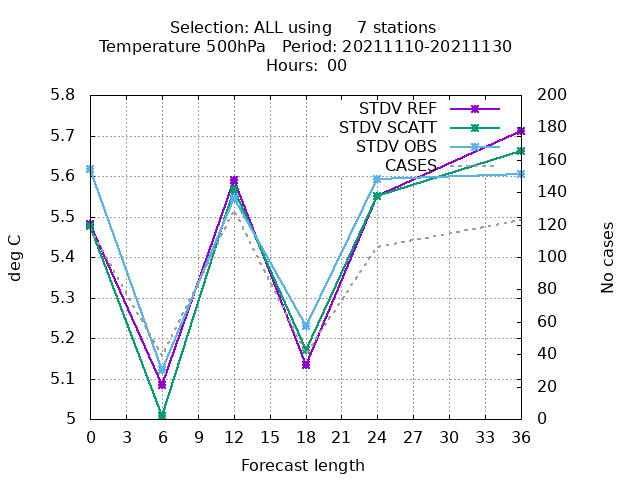 Selection: ALL using 7 stations
Temperature 500hPa Period: 20211110-20211130
Hours: 00
STDV REF
STDV SCATT
STDV OBS
CASES
deg C
5.8
5.7
5.6
5.5
5.4
5.3
5.2
5.1
5
200
180
160
140
120
100
80
60
40
20
0
No cases
0 3 6 9 12 15 18 21 24 27 30 33 36
Forecast length